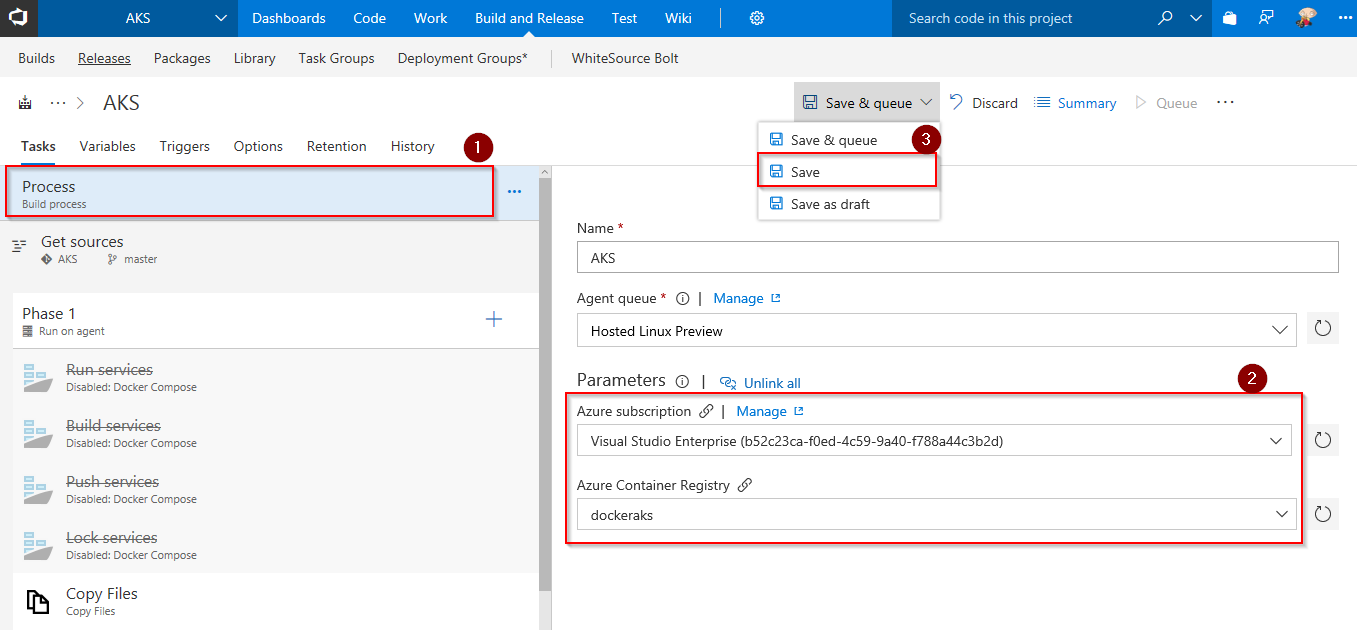 AKS Dashboards Code Work Build and Release Test Wiki Search code in this project
Builds Releases Packages Library Task Groups Deployment Groups* WhiteSource Bolt
··· > AKS Save & queue Discard Summary Queue ···
Tasks Variables Triggers Options Retention History 1
Save & queue 3
Save
Save as draft
Process
Build process
Get sources
AKS master
Phase 1
Run on agent
Run services
Disabled: Docker Compose
Build services
Disabled: Docker Compose
Push services
Disabled: Docker Compose
Lock services
Disabled: Docker Compose
Copy Files
Copy Files
Name *
AKS
Agent queue * | Manage
Hosted Linux Preview
Parameters | Unlink all
2
Azure subscription | Manage
Visual Studio Enterprise (b52c23ca-f0ed-4c59-9a40-f788a44c3b2d)
Azure Container Registry
dockeraks